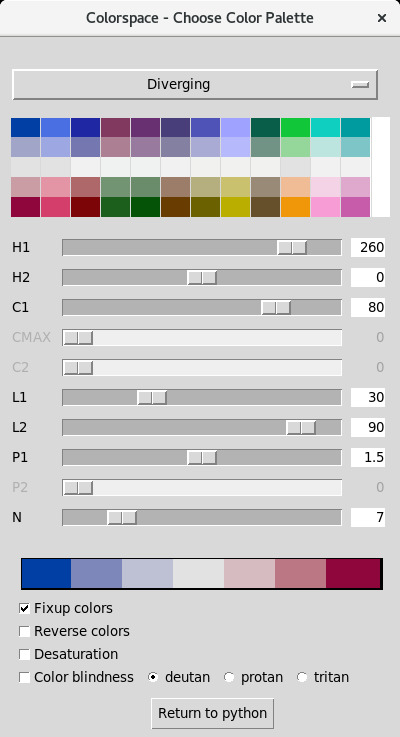 Colorspace - Choose Color Palette ×
Diverging
H1 260
H2 0
C1 80
CMAX 0
C2 0
L1 30
L2 90
P1 1.5
P2 0
N 7
Fixup colors
Reverse colors
Desaturation
Color blindness deutan protan tritan
Return to python